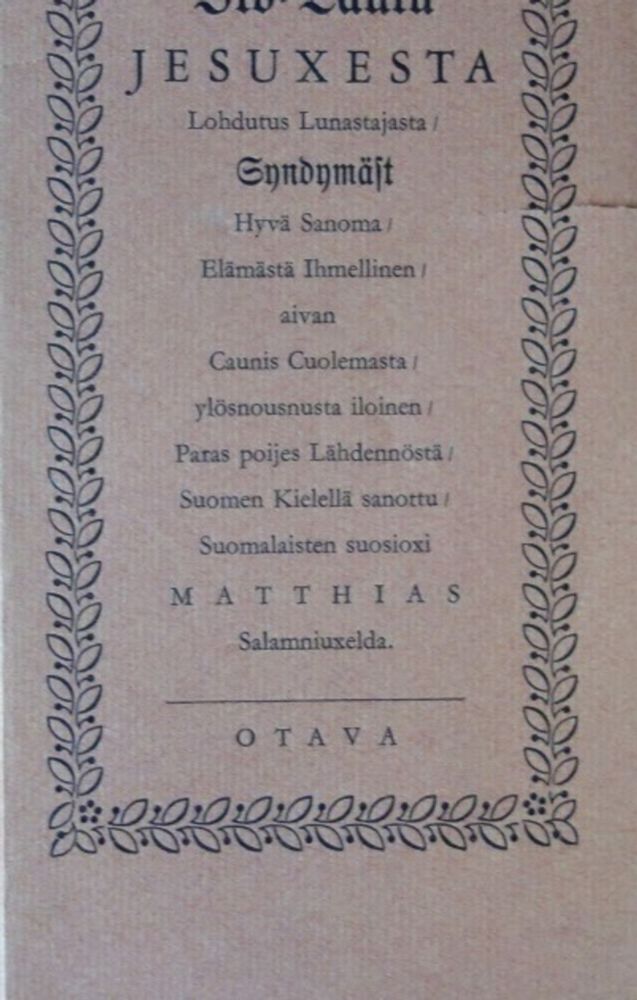 JESUXESTA
Lohdutus Lunastajasta /
Syndymäſt
Hyvä Sanoma /
Elämästä Ihmellinen /
aivan
Caunis Cuolemasta /
ylösnousnusta iloinen /
Paras poijes Lähdennöstä /
Suomen Kielellä sanottu /
Suomalaisten suosioxi
MATTHIAS
Salamniuxelda.
OTAVA